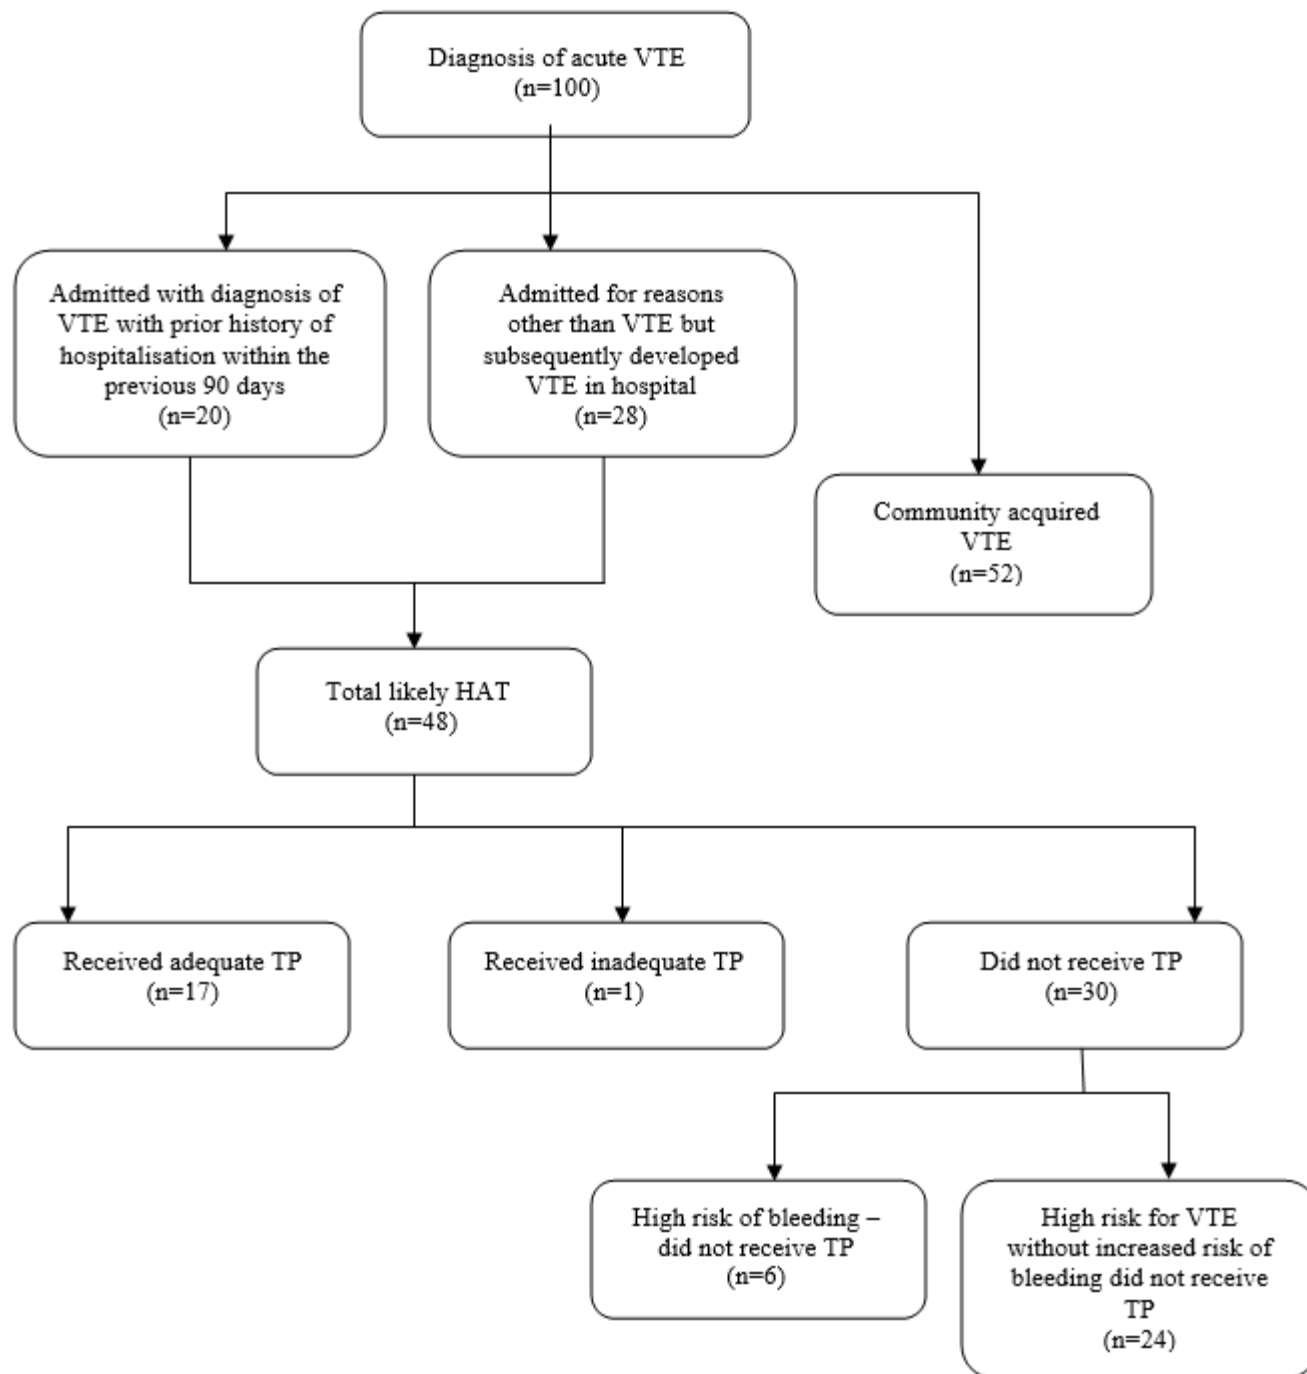 Diagnosis of acute VTE
(n=100)
Admitted with diagnosis of
VTE with prior history of
hospitalisation within the
previous 90 days
(n=20)
Admitted for reasons
other than VTE but
subsequently developed
VTE in hospital
(n=28)
Community acquired
VTE
(n=52)
Total likely HAT
(n=48)
Received adequate TP
(n=17)
Received inadequate TP
(n=1)
Did not receive TP
(n=30)
High risk of bleeding –
did not receive TP
(n=6)
High risk for VTE
without increased risk of
bleeding did not receive
TP
(n=24)